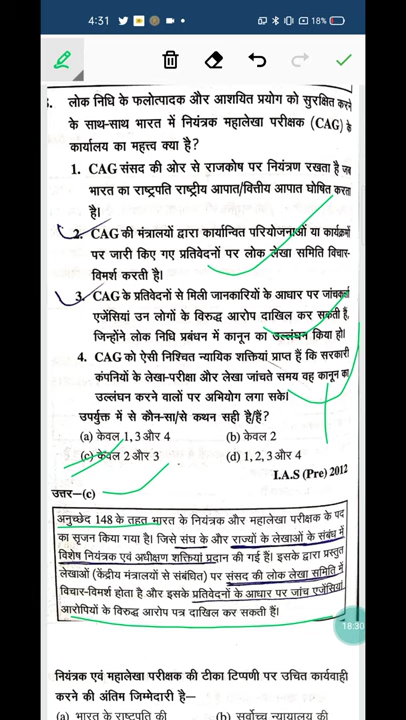 4:31
18%
3. लोक निधि के फलोत्पादक और आशयित प्रयोग को सुरक्षित करने
के साथ-साथ भारत में नियंत्रक महालेखा परीक्षक (CAG) के
कार्यालय का महत्त्व क्या है?
1. CAG संसद की ओर से राजकोष पर नियंत्रण रखता है जब
भारत का राष्ट्रपति राष्ट्रीय आपात/वित्तीय आपात घोषित करता
है।
2. CAG की मंत्रालयों द्वारा कार्यान्वित परियोजनाओं या कार्यक्रमों
पर जारी किए गए प्रतिवेदनों पर लोक लेखा समिति विचार-
विमर्श करती है।
3. CAG के प्रतिवेदनों से मिली जानकारियों के आधार पर जांचकर्ता
एजेंसियां उन लोगों के विरुद्ध आरोप दाखिल कर सकती हैं,
जिन्होंने लोक निधि प्रबंधन में कानून का उल्लंघन किया हो।
4. CAG को ऐसी निश्चित न्यायिक शक्तियां प्राप्त हैं कि सरकारी
कंपनियों के लेखा-परीक्षा और लेखा जांचते समय वह कानून का
उल्लंघन करने वालों पर अभियोग लगा सके।
उपर्युक्त में से कौन-सा/से कथन सही है/हैं?
(a) केवल 1, 3 और 4 (b) केवल 2
(c) केवल 2 और 3 (d) 1, 2, 3 और 4
I.A.S (Pre) 2012
उत्तर—(c)
अनुच्छेद 148 के तहत भारत के नियंत्रक और महालेखा परीक्षक के पद
का सृजन किया गया है। जिसे संघ के और राज्यों के लेखाओं के संबंध में
विशेष नियंत्रक एवं अधीक्षण शक्तियां प्रदान की गई हैं। इसके द्वारा प्रस्तुत
लेखाओं (केंद्रीय मंत्रालयों से संबंधित) पर संसद की लोक लेखा समिति में
विचार-विमर्श होता है और इसके प्रतिवेदनों के आधार पर जांच एजेंसियां
आरोपियों के विरुद्ध आरोप पत्र दाखिल कर सकती हैं।
18:30
नियंत्रक एवं महालेखा परीक्षक की टीका टिप्पणी पर उचित कार्यवाही
करने की अंतिम जिम्मेदारी है—
(a) भारत के राष्ट्रपति की (b) सर्वोच्च न्यायालय की